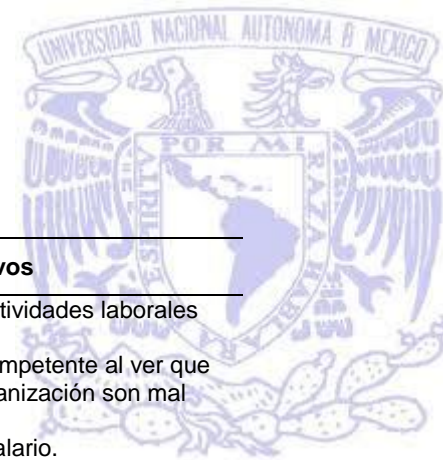 UNIVERSIDAD NACIONAL AUTONOMA D MEXICO
POR MI RAZA HABLARA
EL ESPIRITU
vos
tividades laborales
mpetente al ver que
anización son mal
alario.